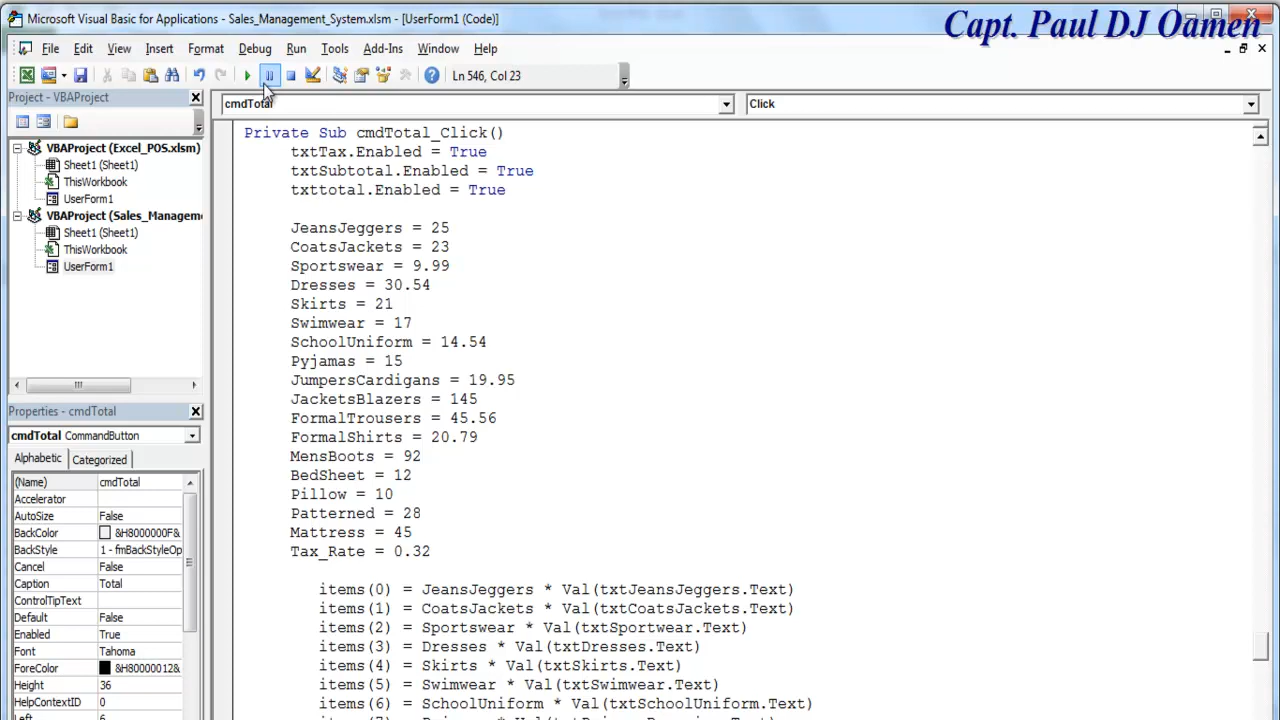 Microsoft Visual Basic for Applications - Sales_Management_System.xlsm - [UserForm1 (Code)]
Capt. Paul DJ Oamen
File Edit View Insert Format Debug Run Tools Add-Ins Window Help
Ln 546, Col 23
Project - VBAProject
cmdTotal
Click
VBAProject (Excel_POS.xlsm)
Sheet1 (Sheet1)
ThisWorkbook
UserForm1
VBAProject (Sales_Managem
Sheet1 (Sheet1)
ThisWorkbook
UserForm1
Properties - cmdTotal
cmdTotal CommandButton
Alphabetic Categorized
(Name) cmdTotal
Accelerator
AutoSize False
BackColor &H8000000F&
BackStyle 1 - fmBackStyleOp
Cancel False
Caption Total
ControlTipText
Default False
Enabled True
Font Tahoma
ForeColor &H80000012&
Height 36
HelpContextID 0
Left 6
Private Sub cmdTotal_Click()
txtTax.Enabled = True
txtSubtotal.Enabled = True
txttotal.Enabled = True
JeansJeggers = 25
CoatsJackets = 23
Sportswear = 9.99
Dresses = 30.54
Skirts = 21
Swimwear = 17
SchoolUniform = 14.54
Pyjamas = 15
JumpersCardigans = 19.95
JacketsBlazers = 145
FormalTrousers = 45.56
FormalShirts = 20.79
MensBoots = 92
BedSheet = 12
Pillow = 10
Patterned = 28
Mattress = 45
Tax_Rate = 0.32
items(0) = JeansJeggers * Val(txtJeansJeggers.Text)
items(1) = CoatsJackets * Val(txtCoatsJackets.Text)
items(2) = Sportswear * Val(txtSportwear.Text)
items(3) = Dresses * Val(txtDresses.Text)
items(4) = Skirts * Val(txtSkirts.Text)
items(5) = Swimwear * Val(txtSwimwear.Text)
items(6) = SchoolUniform * Val(txtSchoolUniform.Text)